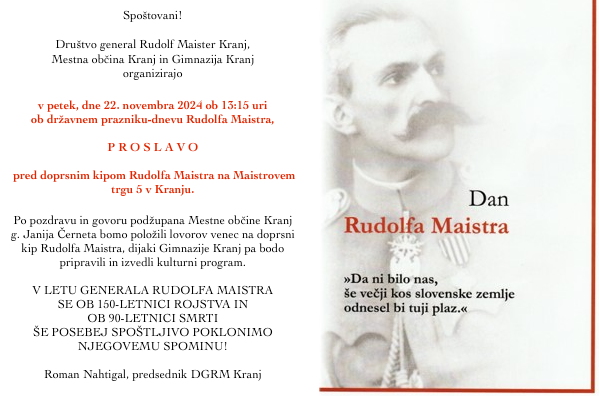 Spoštovani!
Društvo general Rudolf Maister Kranj,
Mestna občina Kranj in Gimnazija Kranj
organizirajo
v petek, dne 22. novembra 2024 ob 13:15 uri
ob državnem prazniku-dnevu Rudolfa Maistra,
P R O S L A V O
pred doprsnim kipom Rudolfa Maistra na Maistrovem
trgu 5 v Kranju.
Po pozdravu in govoru podžupana Mestne občine Kranj
g. Janija Černeta bomo položili lovorov venec na doprsni
kip Rudolfa Maistra, dijaki Gimnazije Kranj pa bodo
pripravili in izvedli kulturni program.
V LETU GENERALA RUDOLFA MAISTRA
SE OB 150-LETNICI ROJSTVA IN
OB 90-LETNICI SMRTI
ŠE POSEBEJ SPOŠTLJIVO POKLONIMO
NJEGOVEMU SPOMINU!
Roman Nahtigal, predsednik DGRM Kranj
Dan
Rudolfa Maistra
»Da ni bilo nas,
še večji kos slovenske zemlje
odnesel bi tuji plaz.«